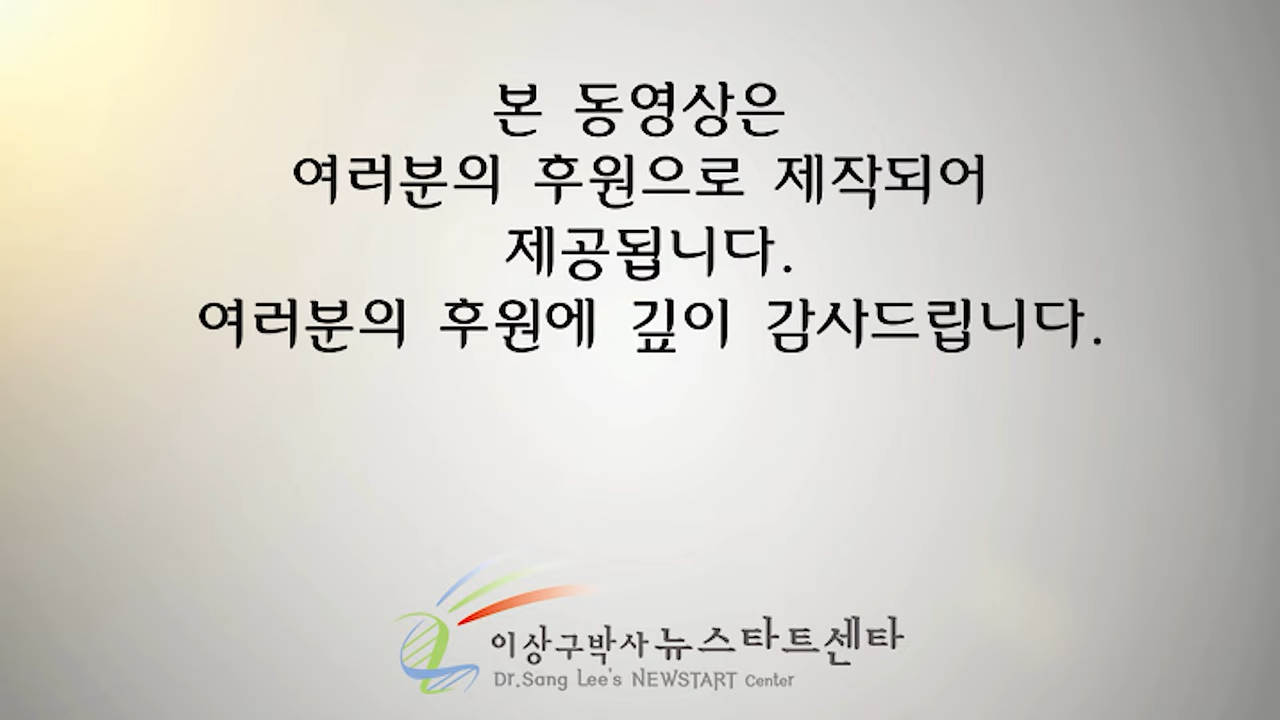 본 동영상은
여러분의 후원으로 제작되어
제공됩니다.
여러분의 후원에 깊이 감사드립니다.
이상구박사 뉴스타트센타
Dr.Sang Lee's NEWSTART Center